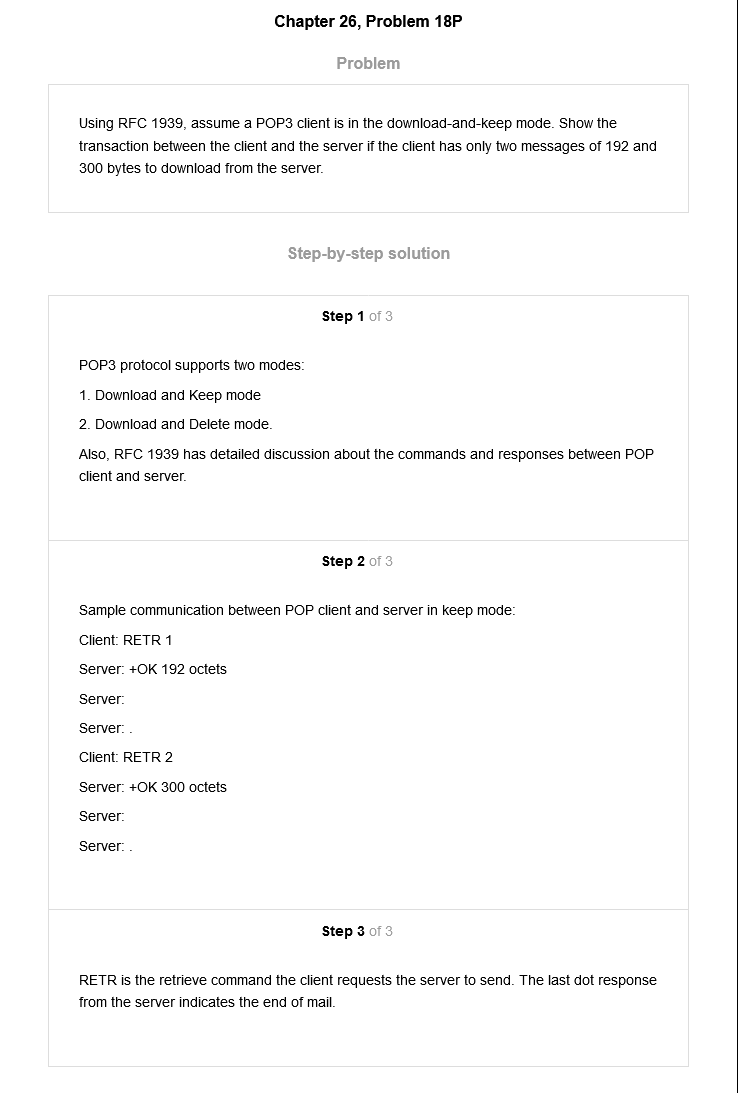 Chapter 26, Problem 18P
Problem
Using RFC 1939, assume a POP3 client is in the download-and-keep mode. Show the
transaction between the client and the server if the client has only two messages of 192 and
300 bytes to download from the server.
Step-by-step solution
Step 1 of 3
POP3 protocol supports two modes:
1. Download and Keep mode
2. Download and Delete mode.
Also, RFC 1939 has detailed discussion about the commands and responses between POP
client and server.
Step 2 of 3
Sample communication between POP client and server in keep mode:
Client: RETR 1
Server: +OK 192 octets
Server:
Server: .
Client: RETR 2
Server: +OK 300 octets
Server:
Server: .
Step 3 of 3
RETR is the retrieve command the client requests the server to send. The last dot response
from the server indicates the end of mail.